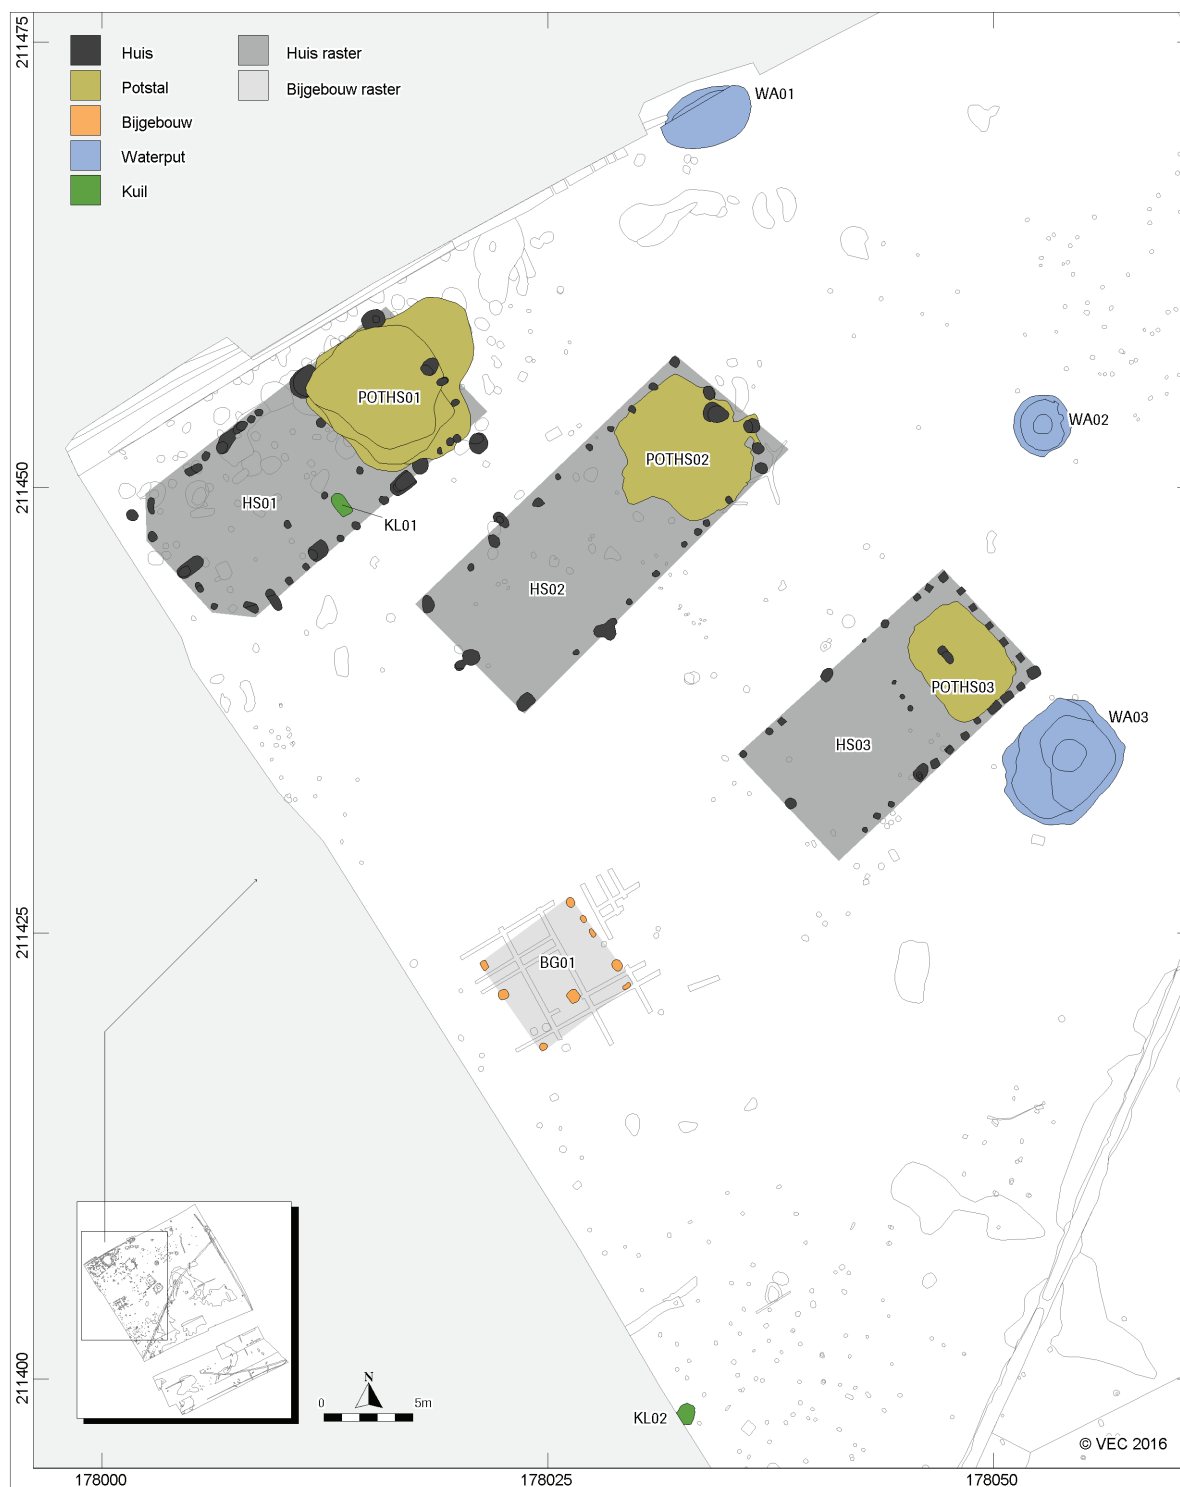 211475
Huis
Huis raster
Potstal
Bijgebouw raster
Bijgebouw
Waterput
Kuil
WA01
POTHS01
WA02
POTHS02
211450
HS01
KL01
HS02
POTHS03
WA03
HS03
211425
BG01
211400
N
0
5m
KL02
© VEC 2016
178000
178025
178050